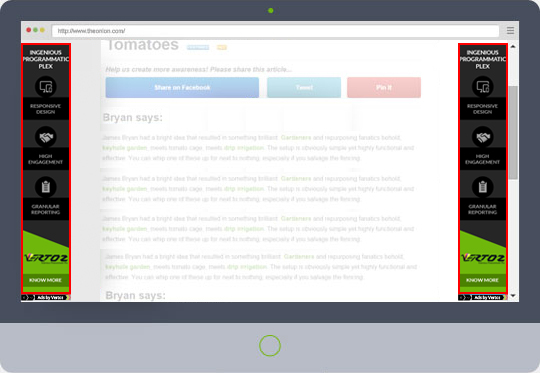 http://www.theonion.com/
INGENIOUS
PROGRAMMATIC
PLEX
RESPONSIVE
DESIGN
HIGH
ENGAGEMENT
GRANULAR
REPORTING
VERTOZ
KNOW MORE
Ads by Vertoz
Tomatoes
Help us create more awareness! Please share this article...
Share on Facebook
Tweet
Pin It
Bryan says:
James Bryan had a bright idea that resulted in something brilliant. Gardeners and repurposing fanatics behold,
keyhole garden, meets tomato cage, meets drip irrigation. The setup is obviously simple yet highly functional and
effective. You can whip one of these up for next to nothing, especially if you salvage the fencing.
James Bryan had a bright idea that resulted in something brilliant. Gardeners and repurposing fanatics behold,
keyhole garden, meets tomato cage, meets drip irrigation. The setup is obviously simple yet highly functional and
effective. You can whip one of these up for next to nothing, especially if you salvage the fencing.
James Bryan had a bright idea that resulted in something brilliant. Gardeners and repurposing fanatics behold,
keyhole garden, meets tomato cage, meets drip irrigation. The setup is obviously simple yet highly functional and
effective. You can whip one of these up for next to nothing, especially if you salvage the fencing.
James Bryan had a bright idea that resulted in something brilliant. Gardeners and repurposing fanatics behold,
keyhole garden, meets tomato cage, meets drip irrigation. The setup is obviously simple yet highly functional and
effective. You can whip one of these up for next to nothing, especially if you salvage the fencing.
Bryan says:
INGENIOUS
PROGRAMMATIC
PLEX
RESPONSIVE
DESIGN
HIGH
ENGAGEMENT
GRANULAR
REPORTING
VERTOZ
KNOW MORE
Ads by Vertoz